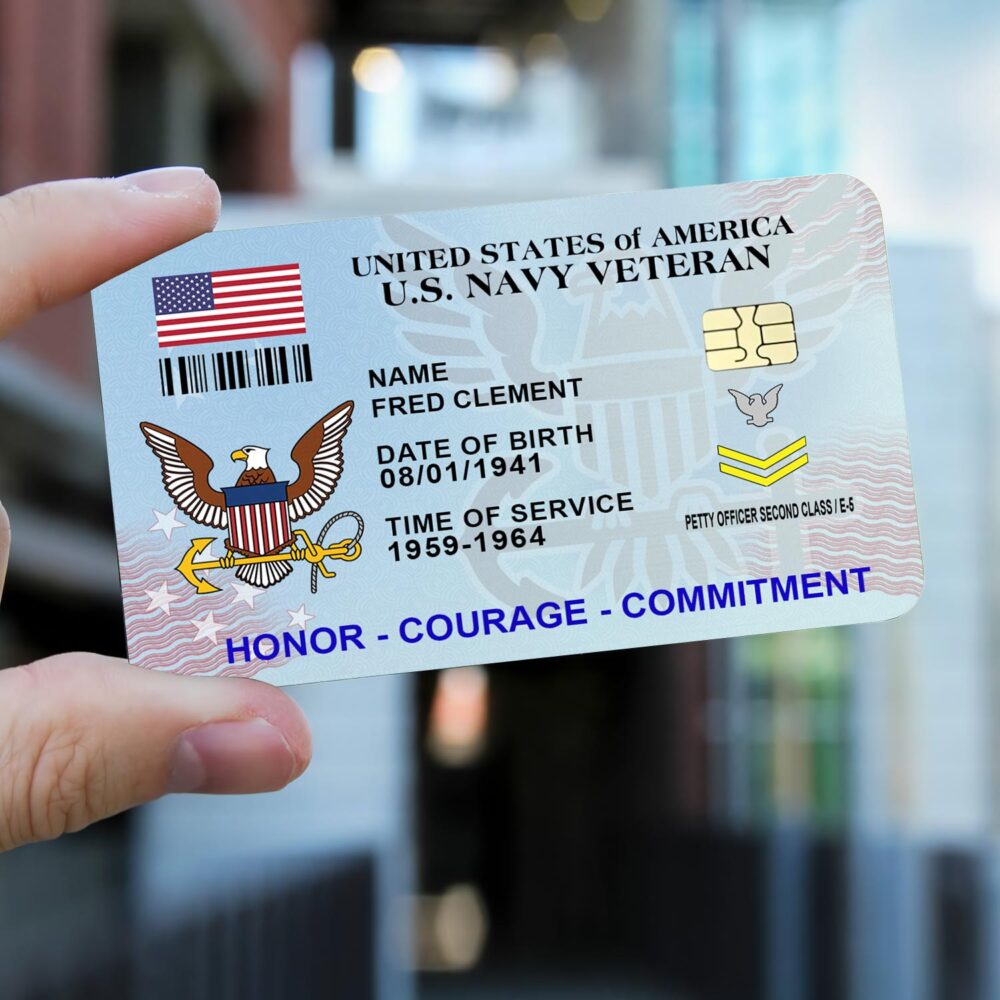 UNITED STATES of AMERICA
U.S. NAVY VETERAN
NAME
FRED CLEMENT
DATE OF BIRTH
08/01/1941
TIME OF SERVICE
1959-1964
PETTY OFFICER SECOND CLASS / E-5
HONOR - COURAGE - COMMITMENT